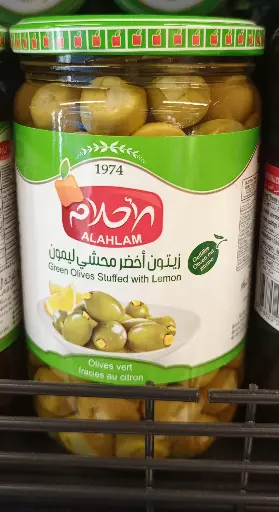 1974
الأحلام
ALAHLAM
زيتون أخضر محشي ليمون
Green Olives Stuffed with Lemon
Olives vert
fracies au citron